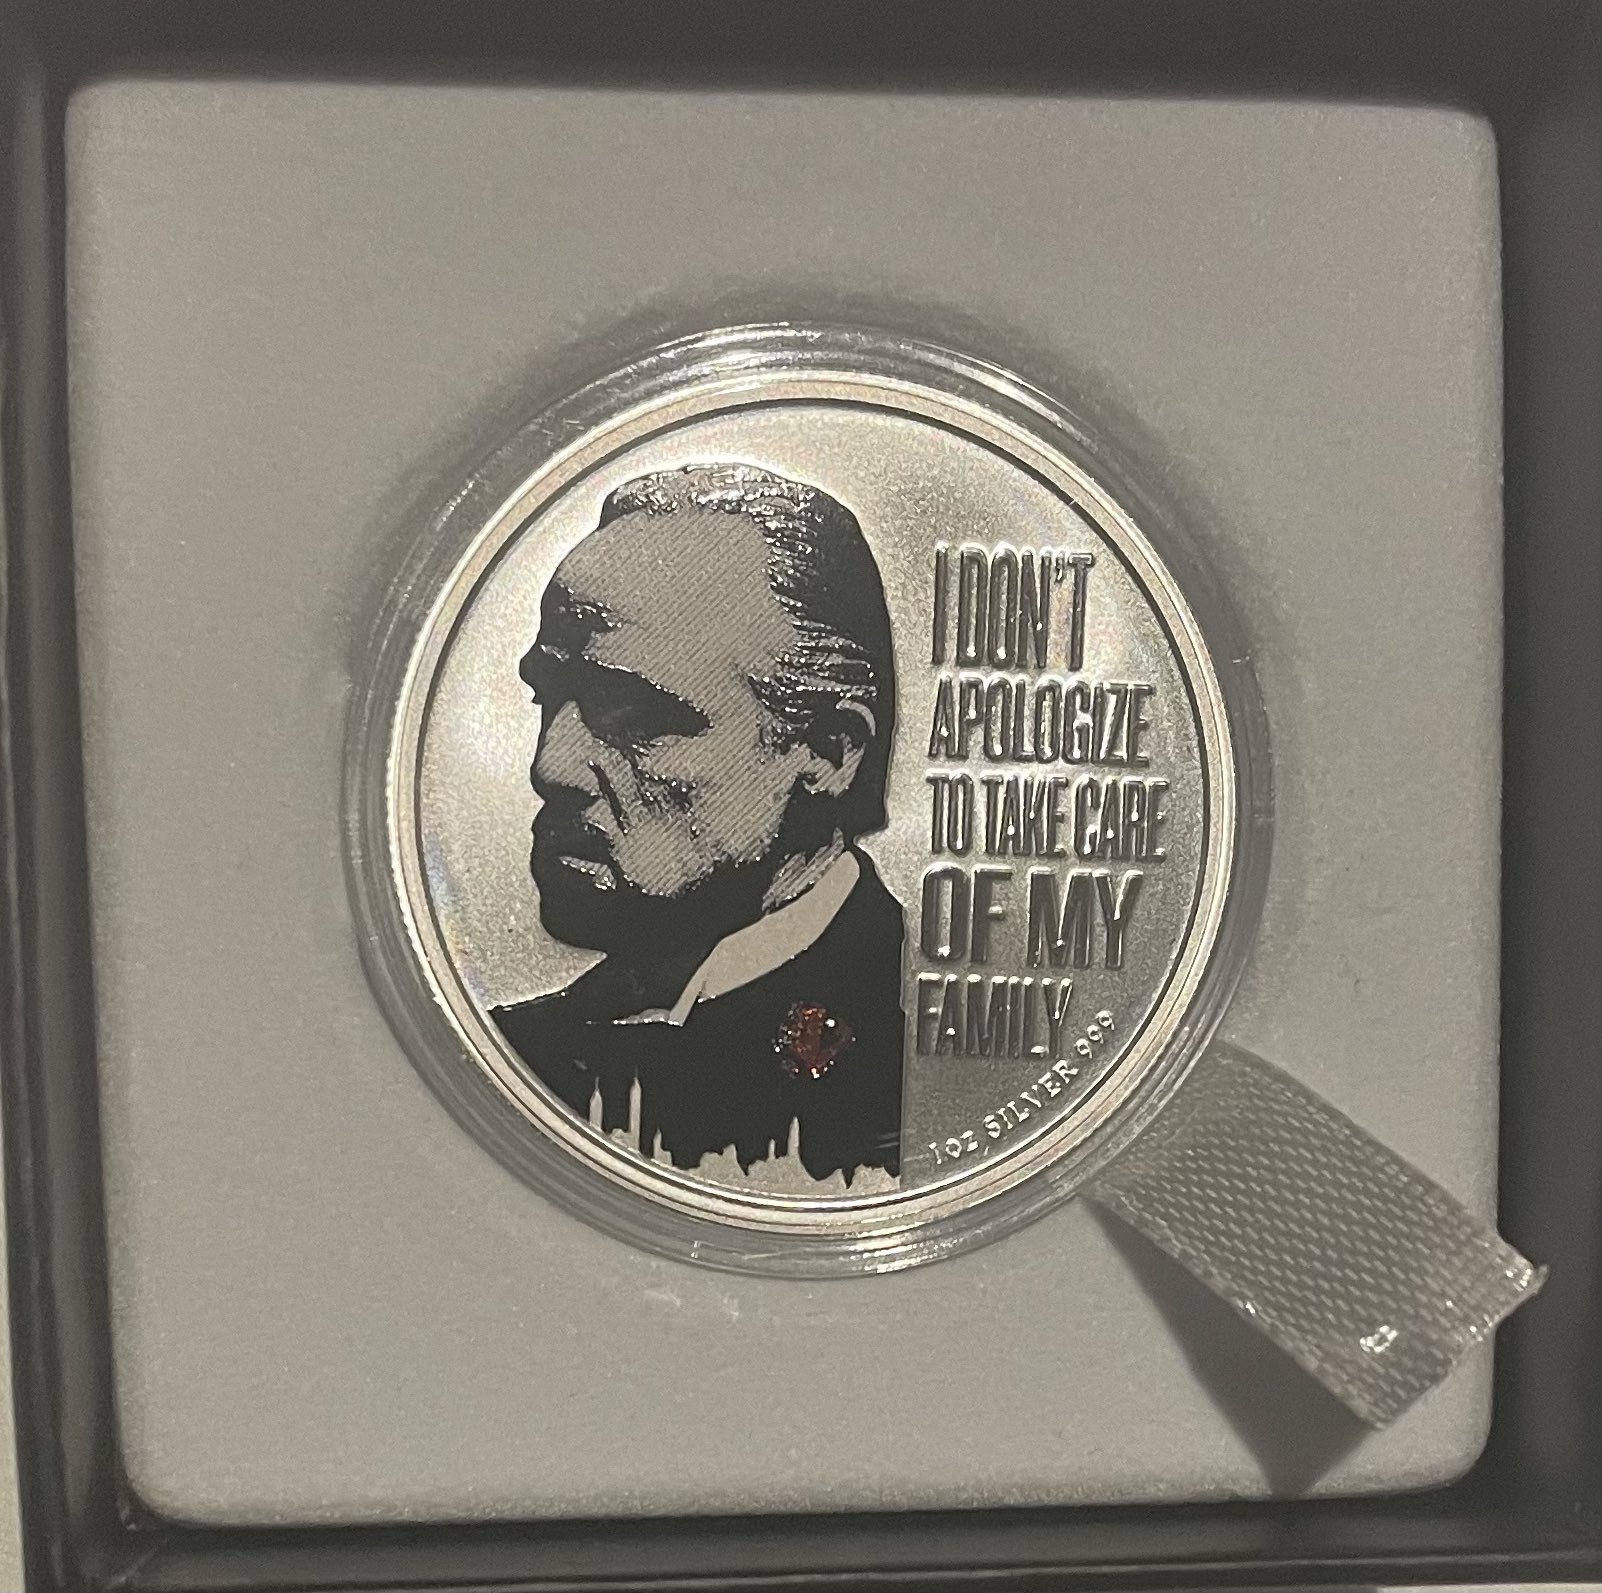 I DON'T
APOLOGIZE
TO TAKE CARE
OF MY
FAMILY
1oz SILVER 999